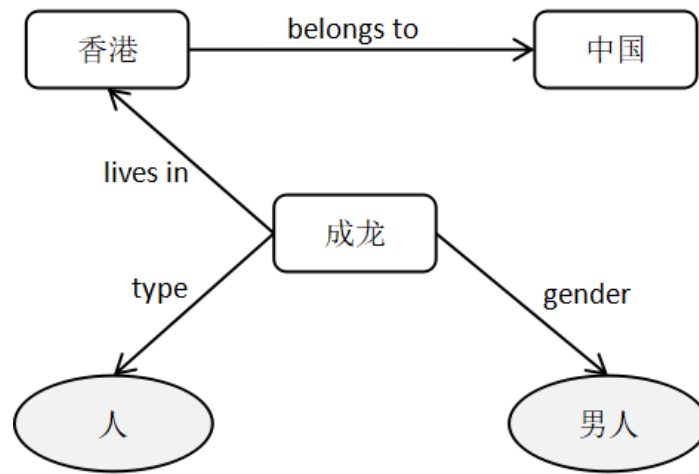 belongs to
香港
中国
lives in
成龙
type
gender
人
男人